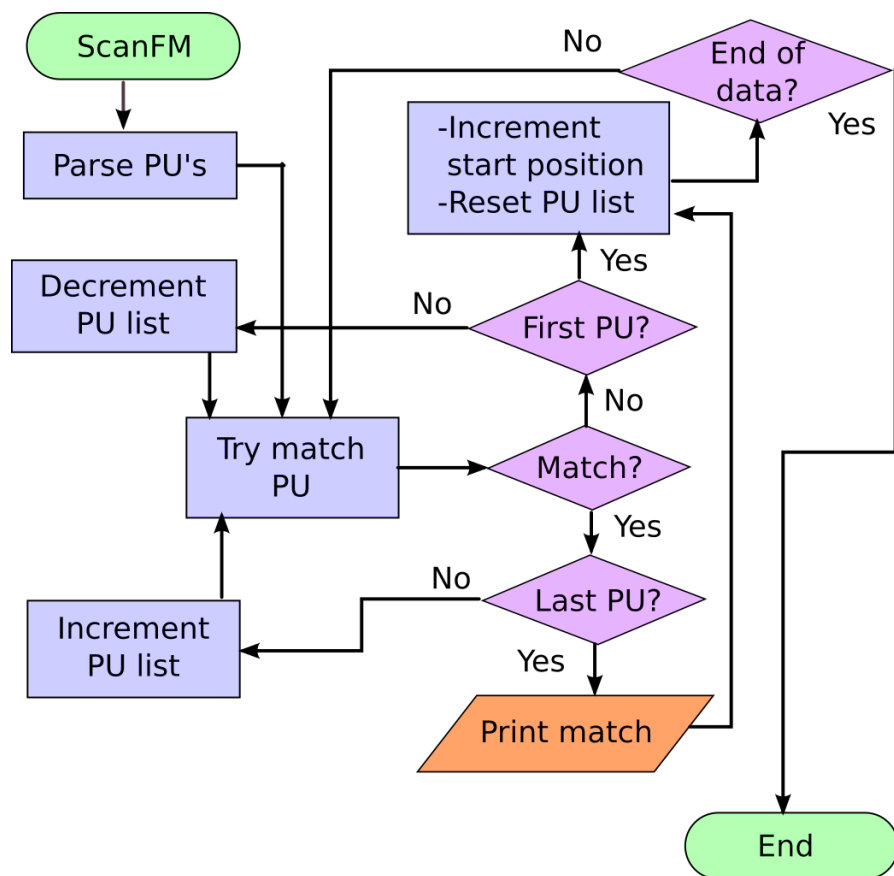 ScanFM
No
End of
data?
Yes
-Increment
start position
-Reset PU list
Parse PU's
Yes
Decrement
PU list
No
First PU?
No
Try match
PU
Match?
Yes
No
Last PU?
Increment
PU list
Yes
Print match
End